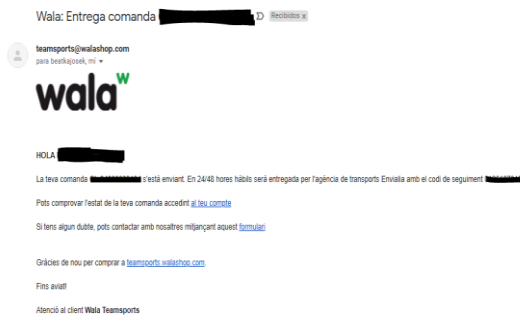 Wala: Entrega comanda
Recibidos x
teamsports@walashop.com
para beatkajosek, mí
wala w
HOLA
La teva comanda s'està enviant. En 24/48 hores hàbils serà entregada per l'agència de transports Envialia amb el codi de seguiment
Pots comprovar l'estat de la teva comanda accedint al teu compte
Si tens algun dubte, pots contactar amb nosaltres mitjançant aquest formulari
Gràcies de nou per comprar a teamsports.walashop.com.
Fins aviat!
Atenció al client Wala Teamsports